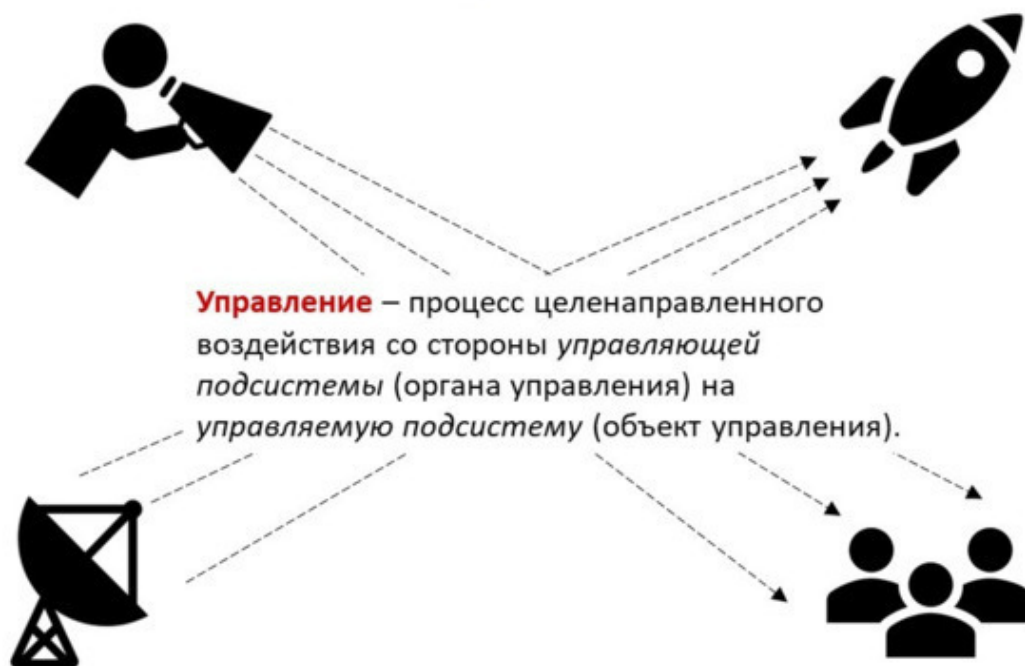 Управление – процесс целенаправленного
воздействия со стороны управляющей
подсистемы (органа управления) на
управляемую подсистему (объект управления).